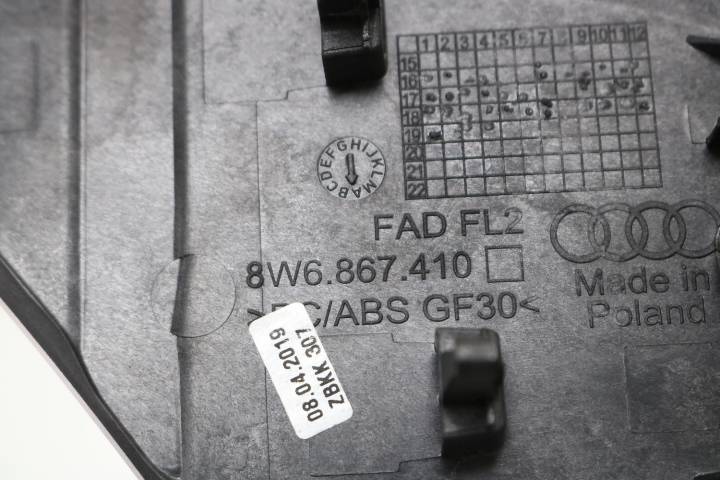 1 2 3 4 5 6 7 8 9 10 11 12
15
16
17
18
19
20
21
22
ABCDEFGHIJKLM
FAD FL2
8W6.867.410
>PC/ABS GF30<
Made in
Poland
08.04.2019
ZBKK 307